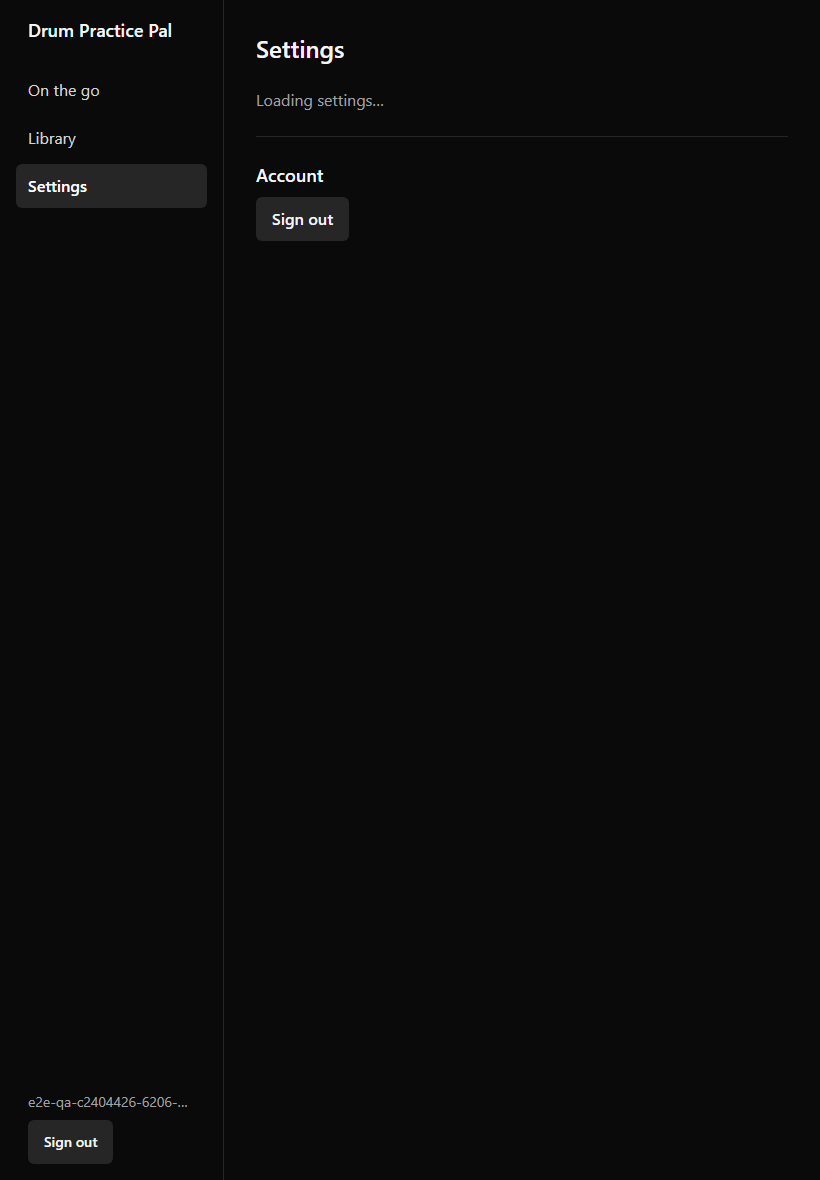 Drum Practice Pal
On the go
Library
Settings
e2e-qa-c2404426-6206-...
Sign out
Settings
Loading settings...
Account
Sign out